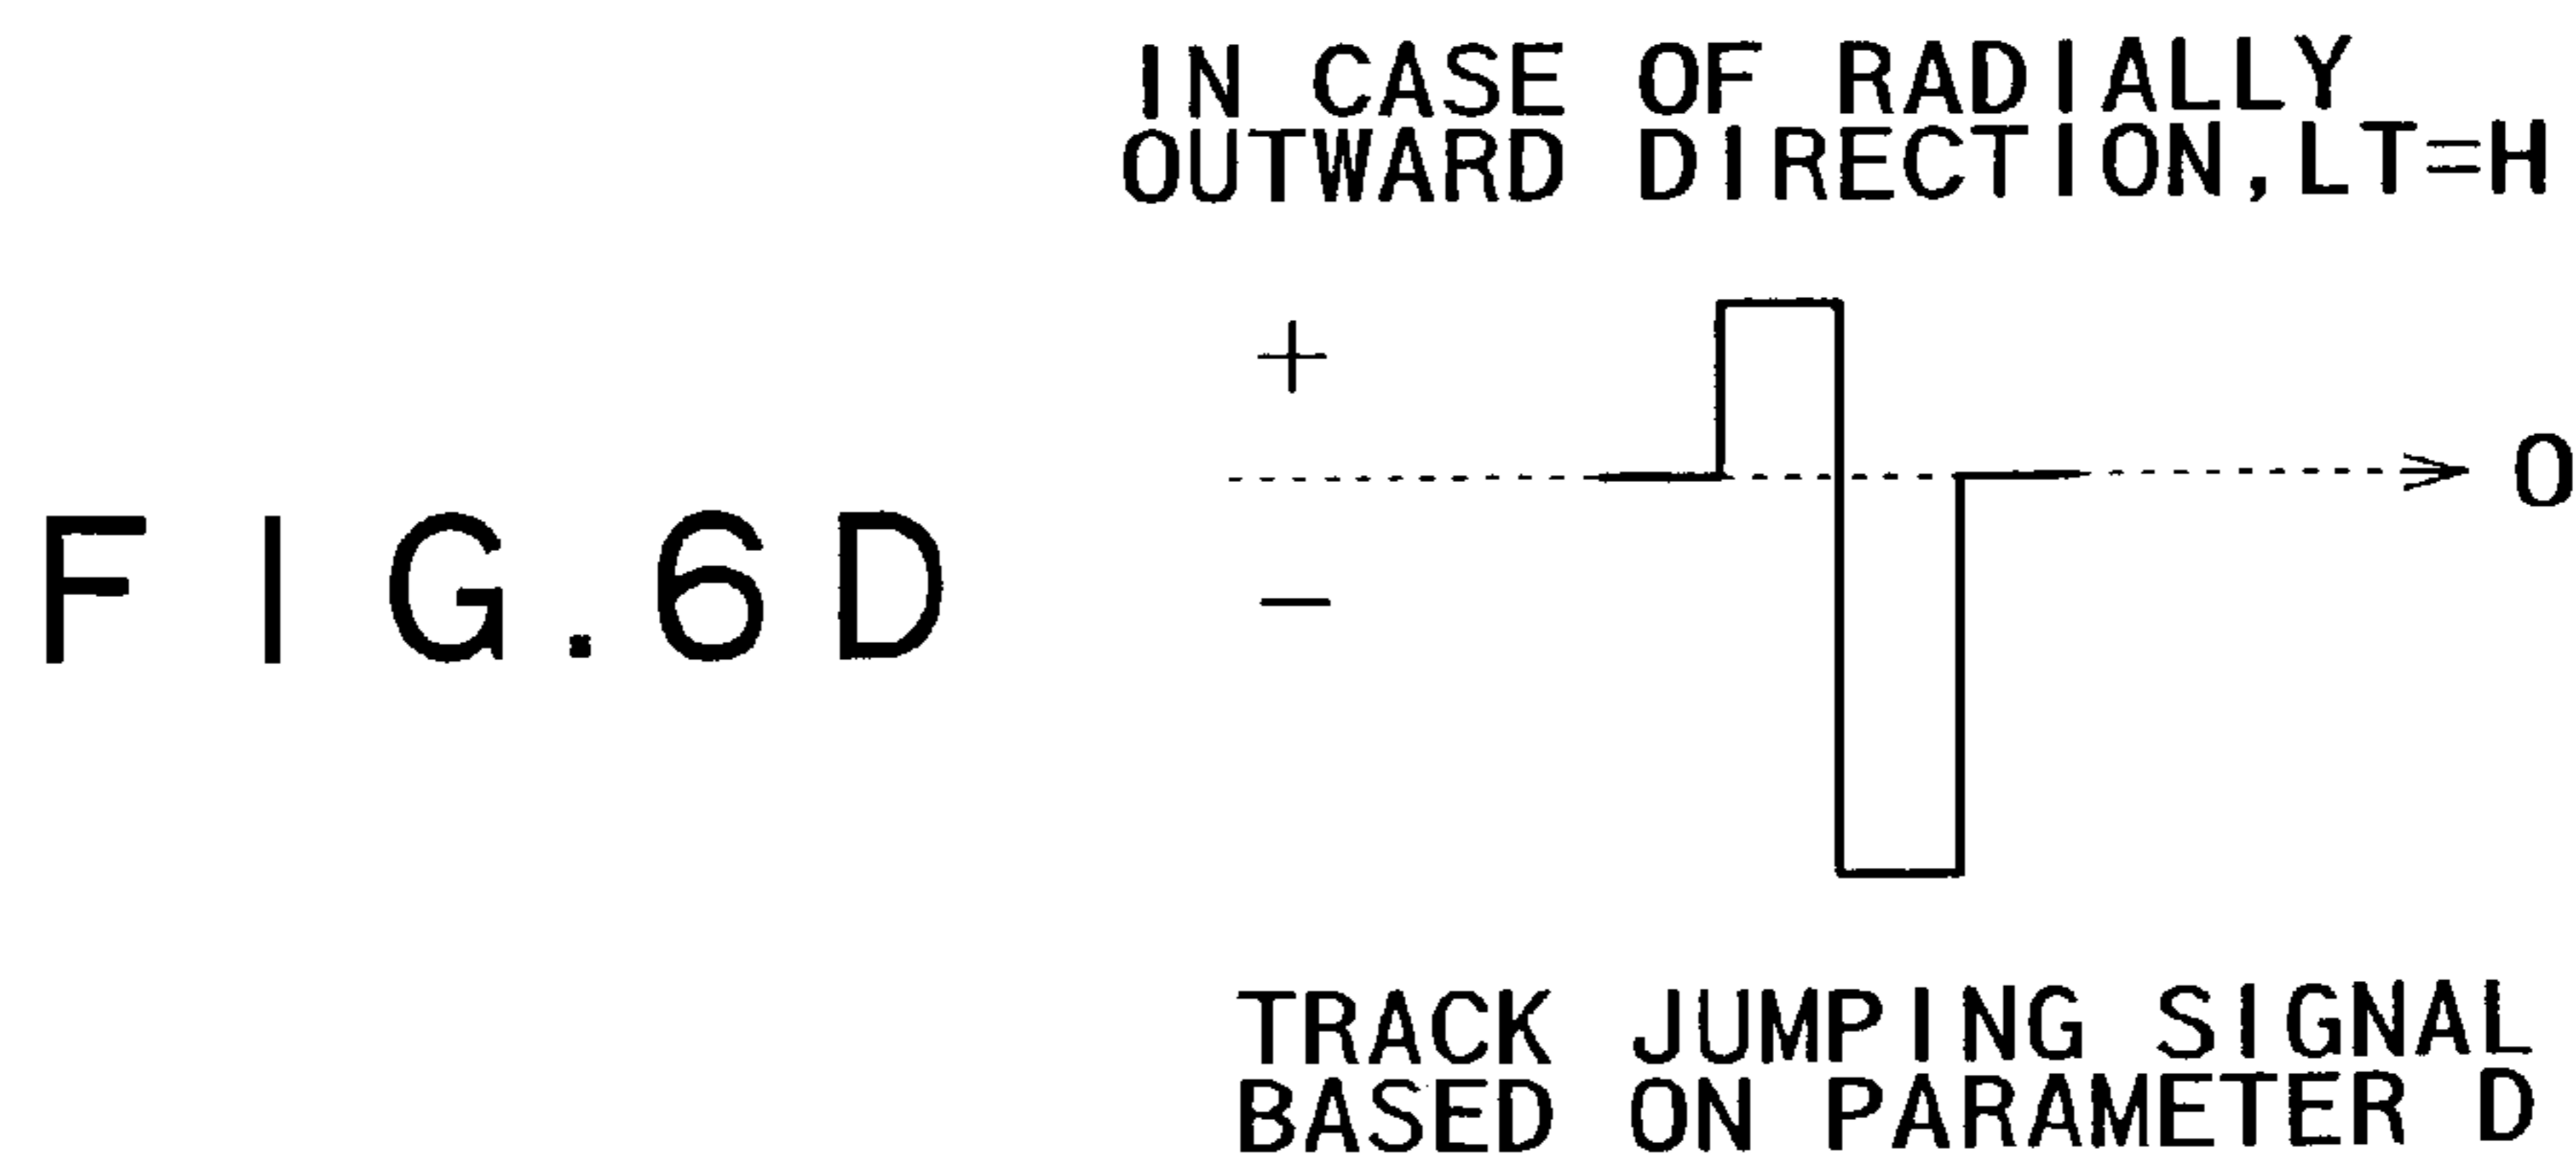 IN CASE OF RADIALLY
OUTWARD DIRECTION,LT=H
+
0
FIG.6D
−
TRACK JUMPING SIGNAL
BASED ON PARAMETER D